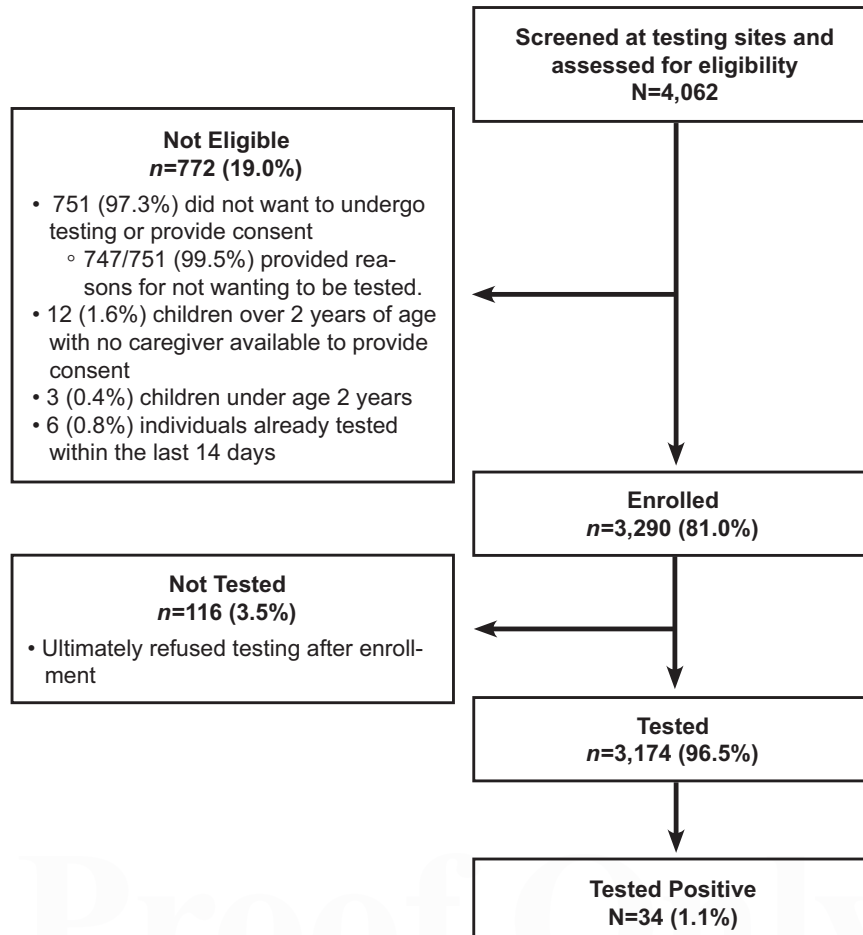 Screened at testing sites and
assessed for eligibility
N=4,062
Not Eligible
n=772 (19.0%)
• 751 (97.3%) did not want to undergo
testing or provide consent
◦ 747/751 (99.5%) provided rea-
sons for not wanting to be tested.
• 12 (1.6%) children over 2 years of age
with no caregiver available to provide
consent
• 3 (0.4%) children under age 2 years
• 6 (0.8%) individuals already tested
within the last 14 days
Enrolled
n=3,290 (81.0%)
Not Tested
n=116 (3.5%)
• Ultimately refused testing after enroll-
ment
Tested
n=3,174 (96.5%)
Tested Positive
N=34 (1.1%)
Proof Only